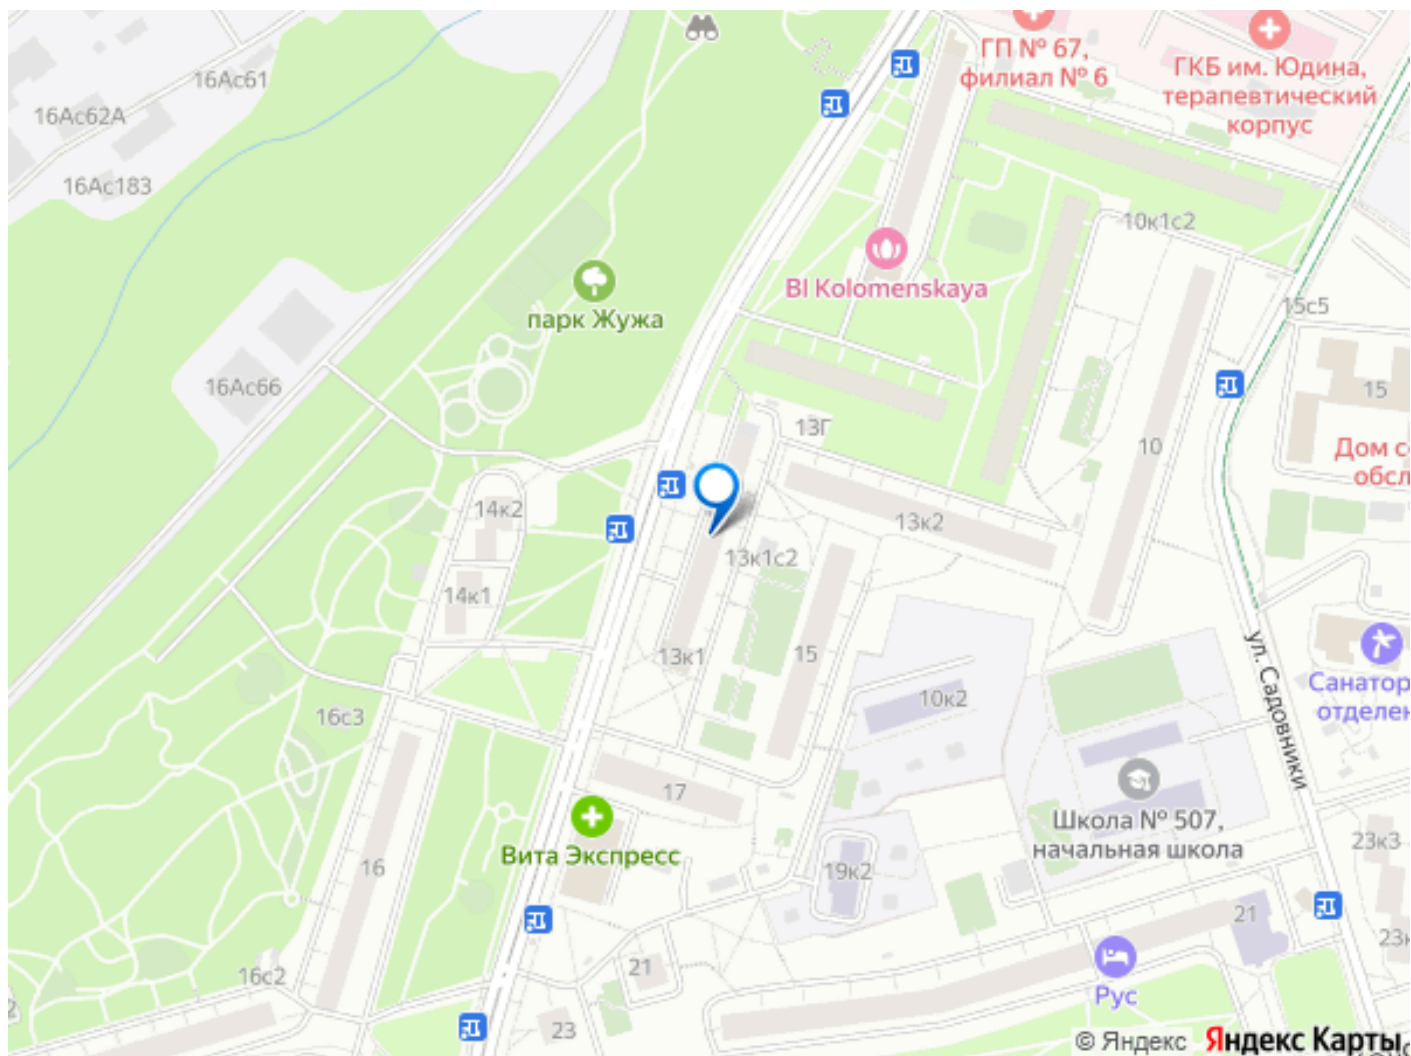 16Ас61
ГП № 67,
филиал № 6
ГКБ им. Юдина,
терапевтический
корпус
16Ас62А
16Ас183
10к1с2
BI Kolomenskaya
парк Жужа
15с5
16Ас66
15
13Г
10
Дом с
обсл
14к2
13к2
13к1с2
14к1
13к1
15
ул. Садовники
Санатор
отделен
10к2
16с3
17
Школа № 507,
начальная школа
Вита Экспресс
16
19к2
23к3
21
23к
16с2
21
Рус
23
© Яндекс Яндекс Карты